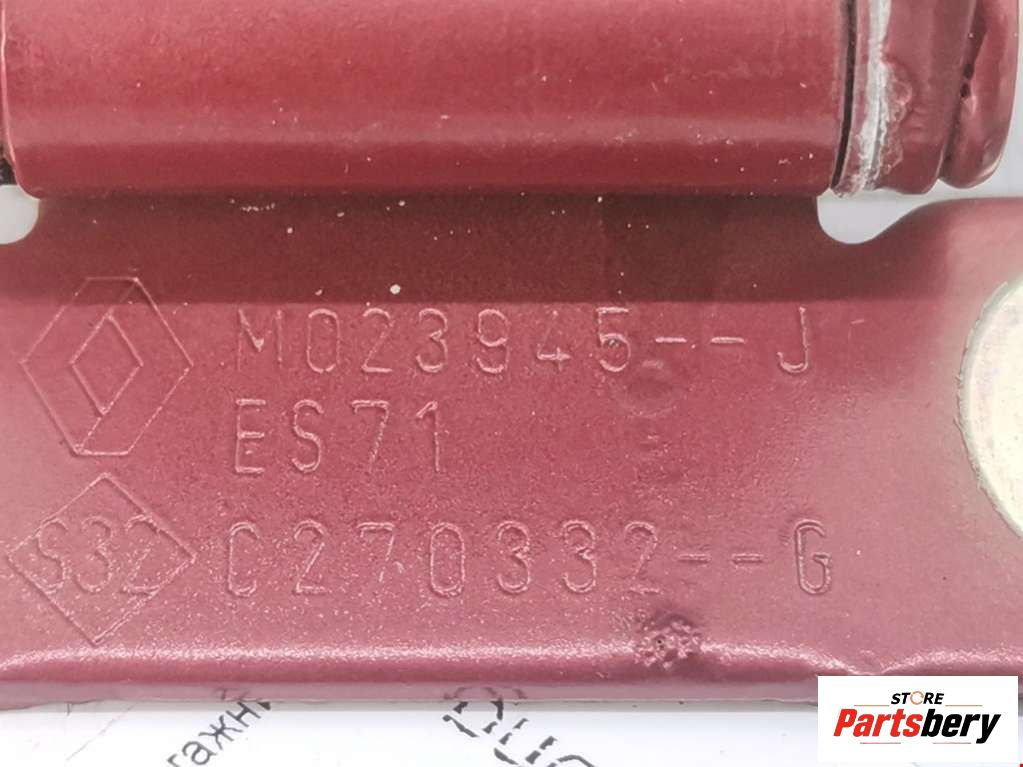 M023945--J
ES71
S32 C270332--G
STORE
Partsbery